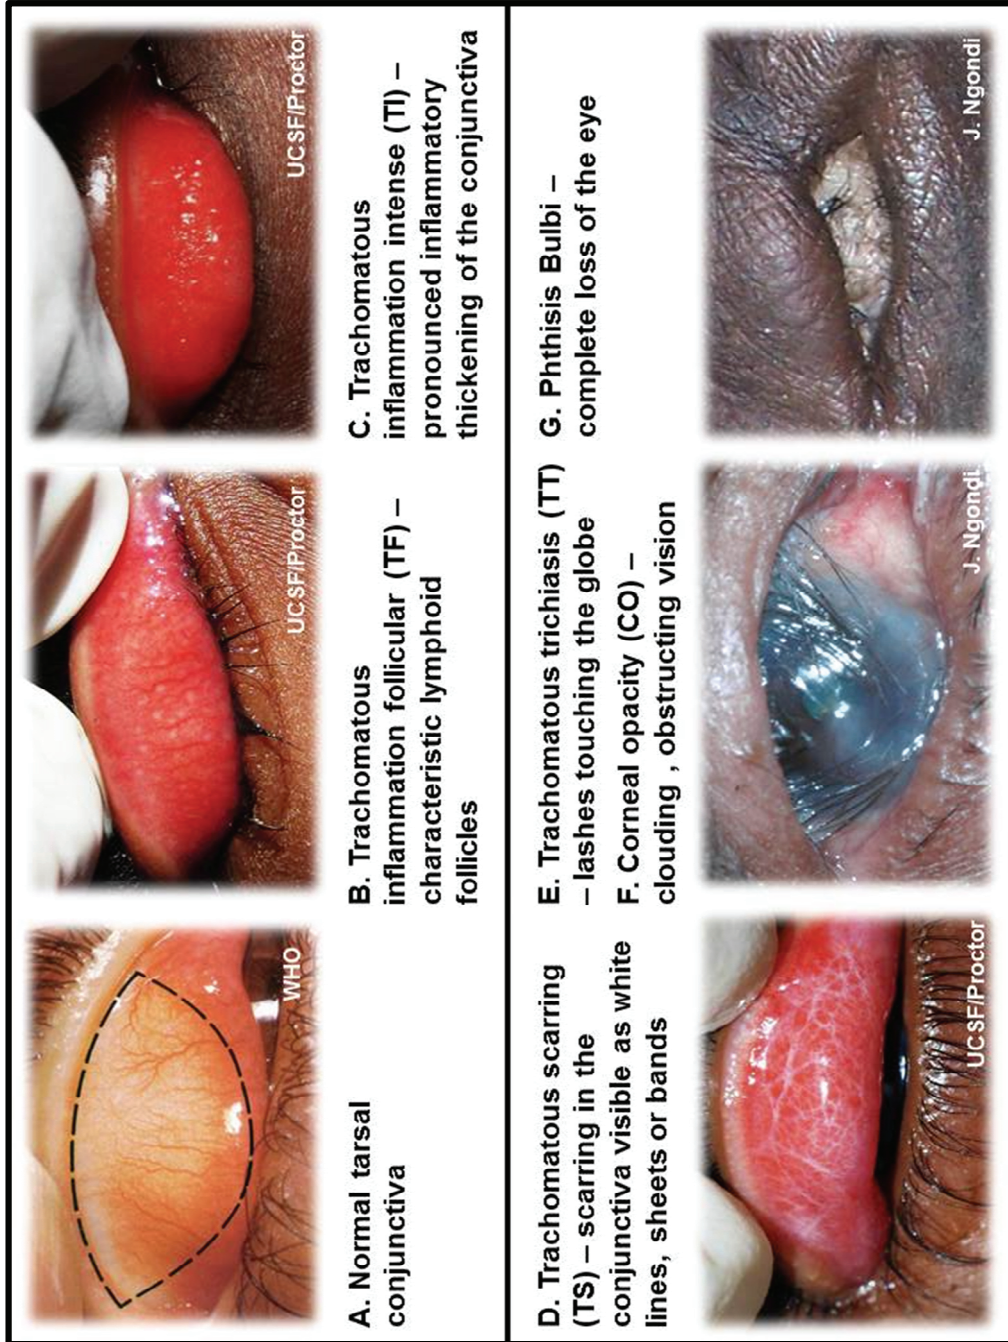 WHO
UCSF/Proctor
UCSF/Proctor
A. Normal tarsal
conjunctiva
B. Trachomatous
inflammation follicular (TF) –
characteristic lymphoid
follicles
C. Trachomatous
inflammation intense (TI) –
pronounced inflammatory
thickening of the conjunctiva
D. Trachomatous scarring
(TS) – scarring in the
conjunctiva visible as white
lines, sheets or bands
E. Trachomatous trichiasis (TT)
– lashes touching the globe
F. Corneal opacity (CO) –
clouding , obstructing vision
G. Phthisis Bulbi –
complete loss of the eye
UCSF/Proctor
J. Ngondi
J. Ngondi